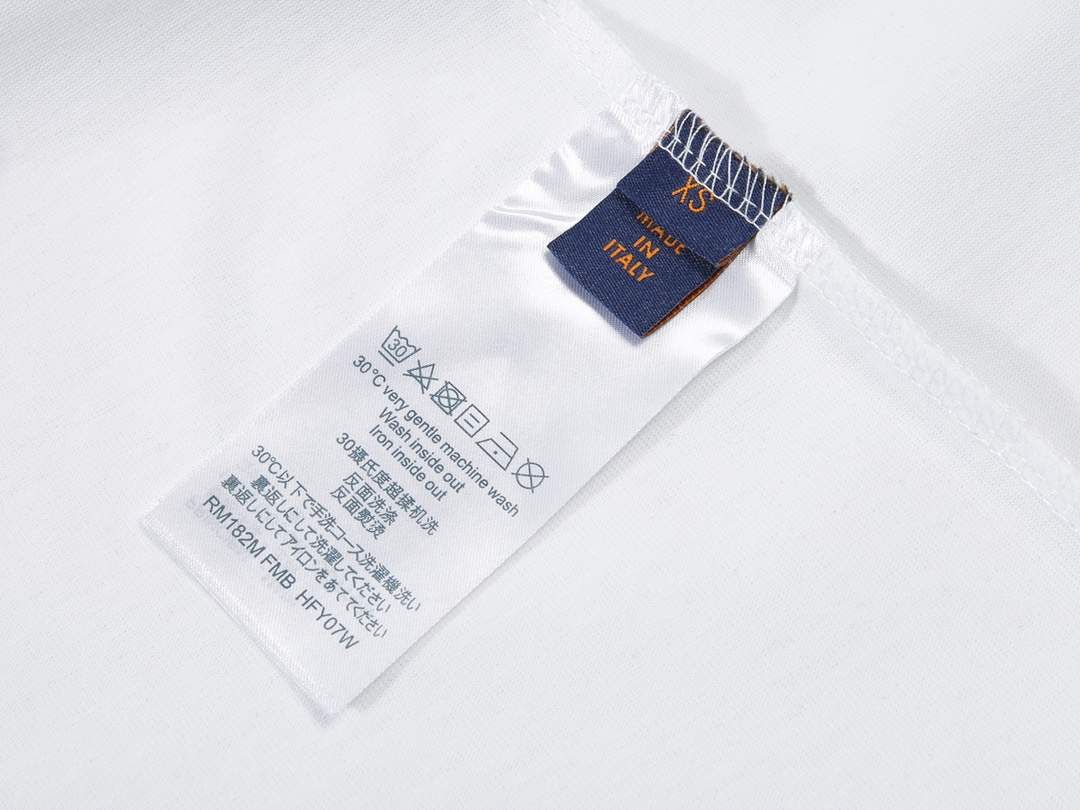 XS
MADE
IN
ITALY
30
30°C very gentle machine wash
Wash inside out
Iron inside out
30摄氏度超揉机洗
反面洗涤
反面熨烫
30℃以下で手洗コース洗濯機洗い
裏返しにして洗濯してください
裏返しにしてアイロンをあててください
RM182M FMB HFY07W